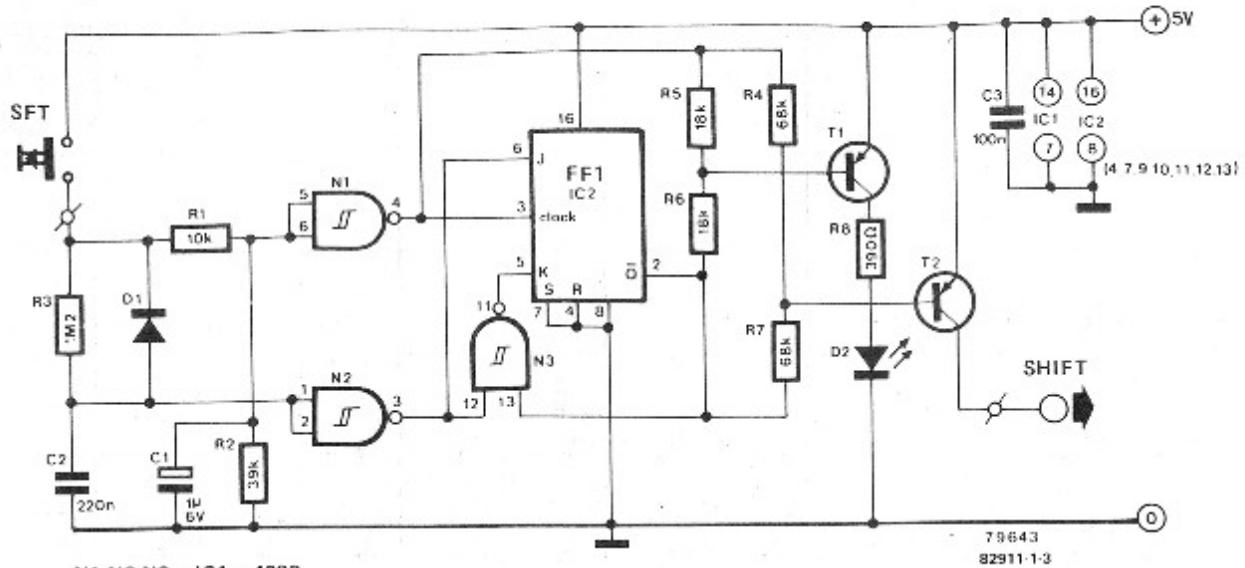 5V
SFT
R5
18k
R4
68k
C3
100n
14
16
IC1
IC2
7
8
(4 7,9 10,11,12,13)
16
T1
6
J
FF1
IC2
3
clock
5
K
S
R
7
4
8
Q
2
N1
5
6
4
R1
10k
R6
18k
R8
390Ω
T2
R3
1M2
D1
11
N3
12
13
R7
68k
D2
SHIFT
N2
1
2
3
C2
220n
C1
1µ
6V
R2
39k
0
79643
82911-1-3